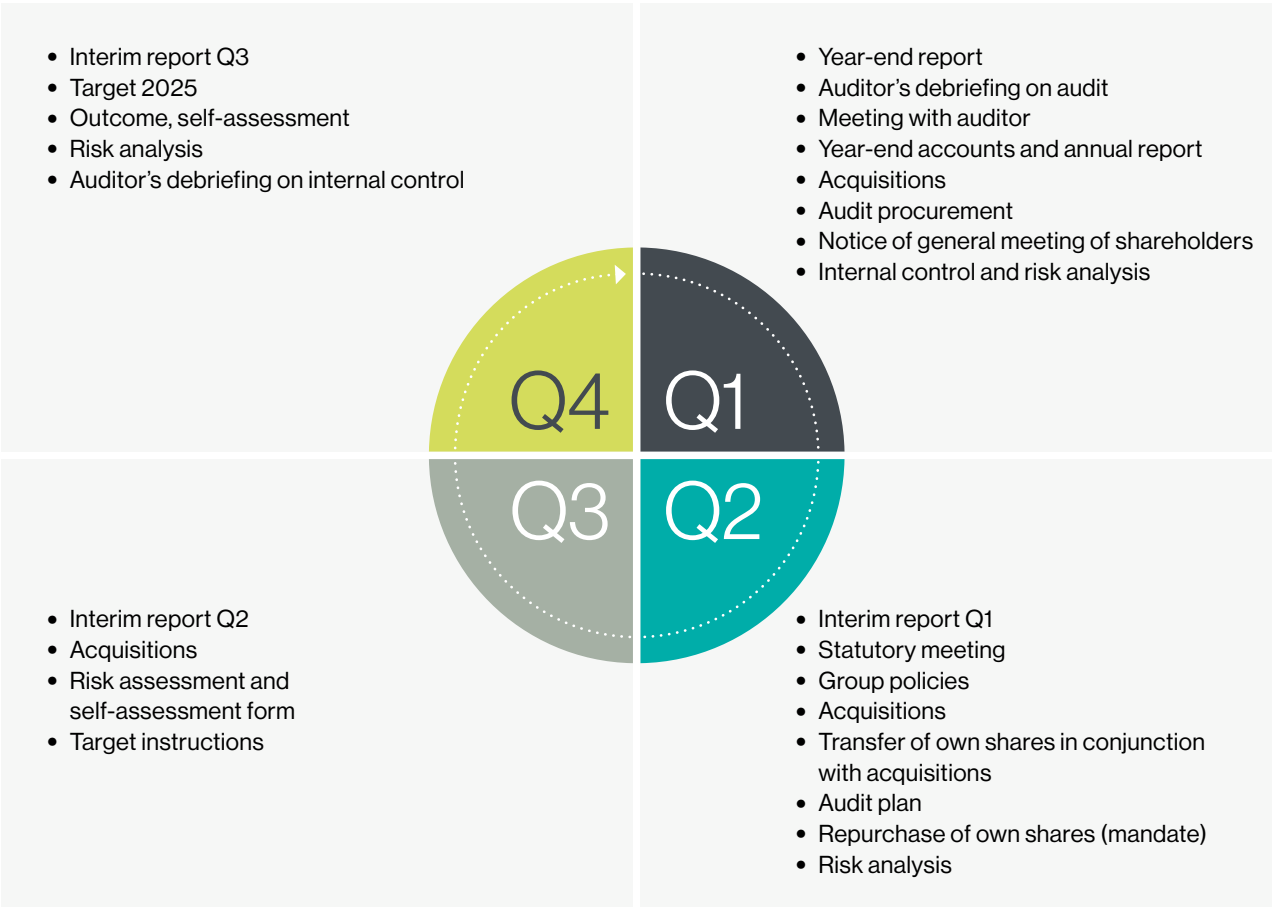 • Interim report Q3
• Target 2025
• Outcome, self-assessment
• Risk analysis
• Auditor’s debriefing on internal control
• Year-end report
• Auditor’s debriefing on audit
• Meeting with auditor
• Year-end accounts and annual report
• Acquisitions
• Audit procurement
• Notice of general meeting of shareholders
• Internal control and risk analysis
Q4
Q1
Q3
Q2
• Interim report Q2
• Acquisitions
• Risk assessment and
self-assessment form
• Target instructions
• Interim report Q1
• Statutory meeting
• Group policies
• Acquisitions
• Transfer of own shares in conjunction
with acquisitions
• Audit plan
• Repurchase of own shares (mandate)
• Risk analysis